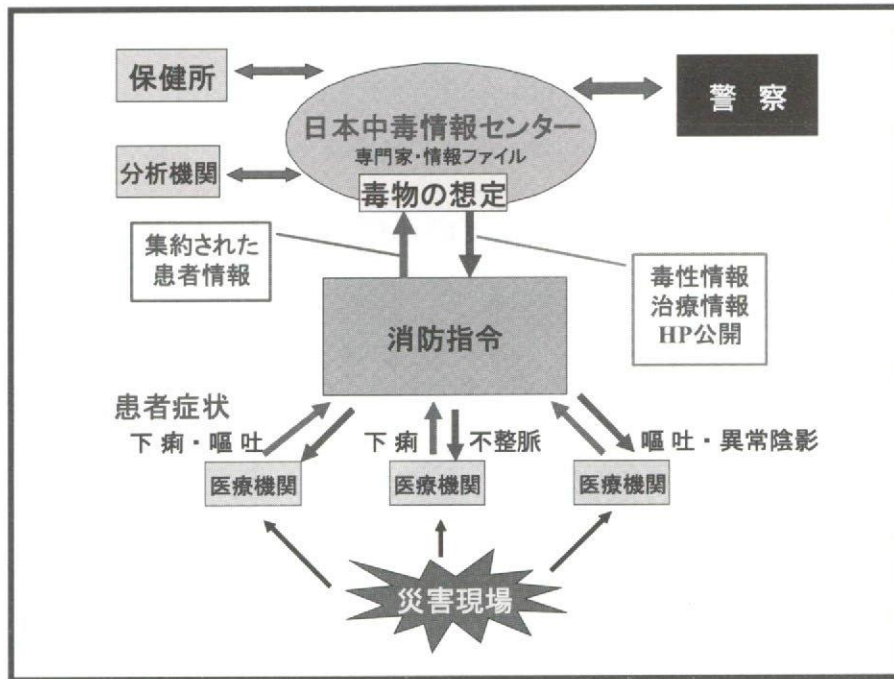 保健所
警 察
日本中毒情報センター
専門家・情報ファイル
分析機関
毒物の想定
集約された
患者情報
毒性情報
治療情報
HP公開
消防指令
患者症状
下 痢・嘔 吐
下 痢
不整脈
嘔 吐・異常陰影
医療機関
医療機関
医療機関
災害現場